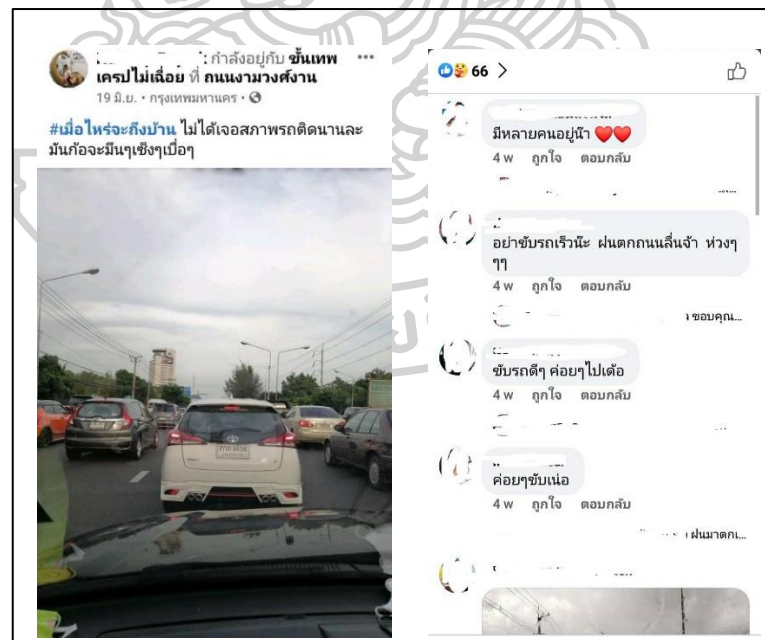 กำลังอยู่กับ ชั้นเทพ
เครปไม่เฉื่อย ที่ ถนนงามวงศ์งาน
19 มิ.ย. • กรุงเทพมหานคร •
#เมื่อไหร่จะถึงบ้าน ไม่ได้เจอสภาพรถติดนานละ
มันก้อจะมึนๆเซ็งๆเบื่อๆ
66 >
มีหลายคนอยู่น๊า ❤️❤️
4 w ถูกใจ ตอบกลับ
อย่าขับรถเร็วน๊ะ ฝนตกถนนลื่นจ้า ห่วงๆ
ๆๆ
4 w ถูกใจ ตอบกลับ
ขอบคุณ...
ขับรถดีๆ ค่อยๆไปเด้อ
4 w ถูกใจ ตอบกลับ
ค่อยๆขับเน่อ
4 w ถูกใจ ตอบกลับ
ฝนมาตกเ...